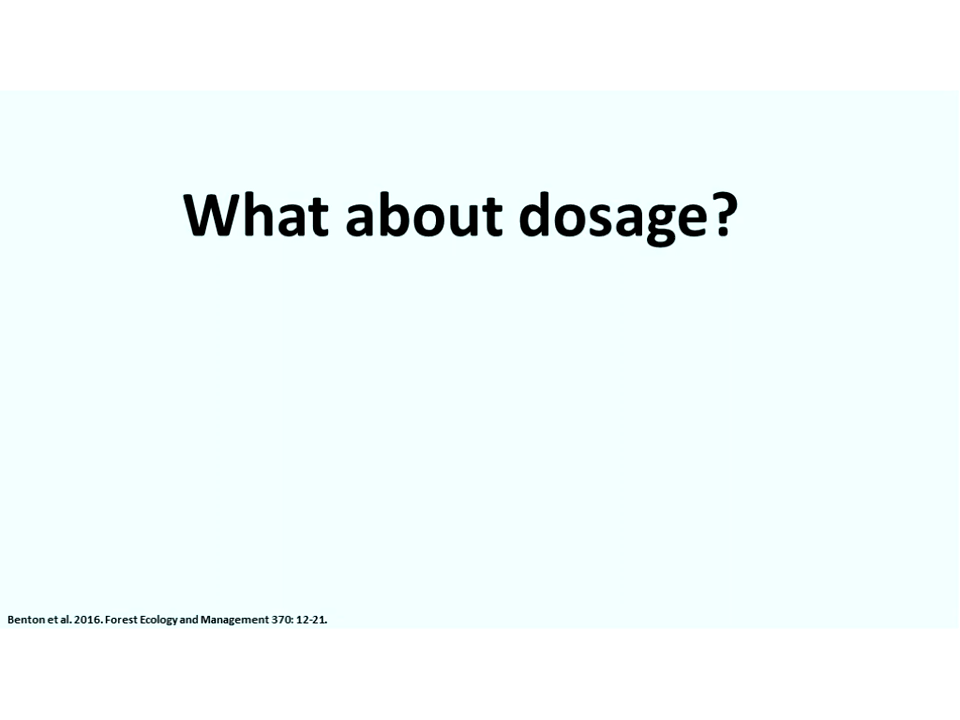 What about dosage?
Benton et al. 2016. Forest Ecology and Management 370: 12-21.